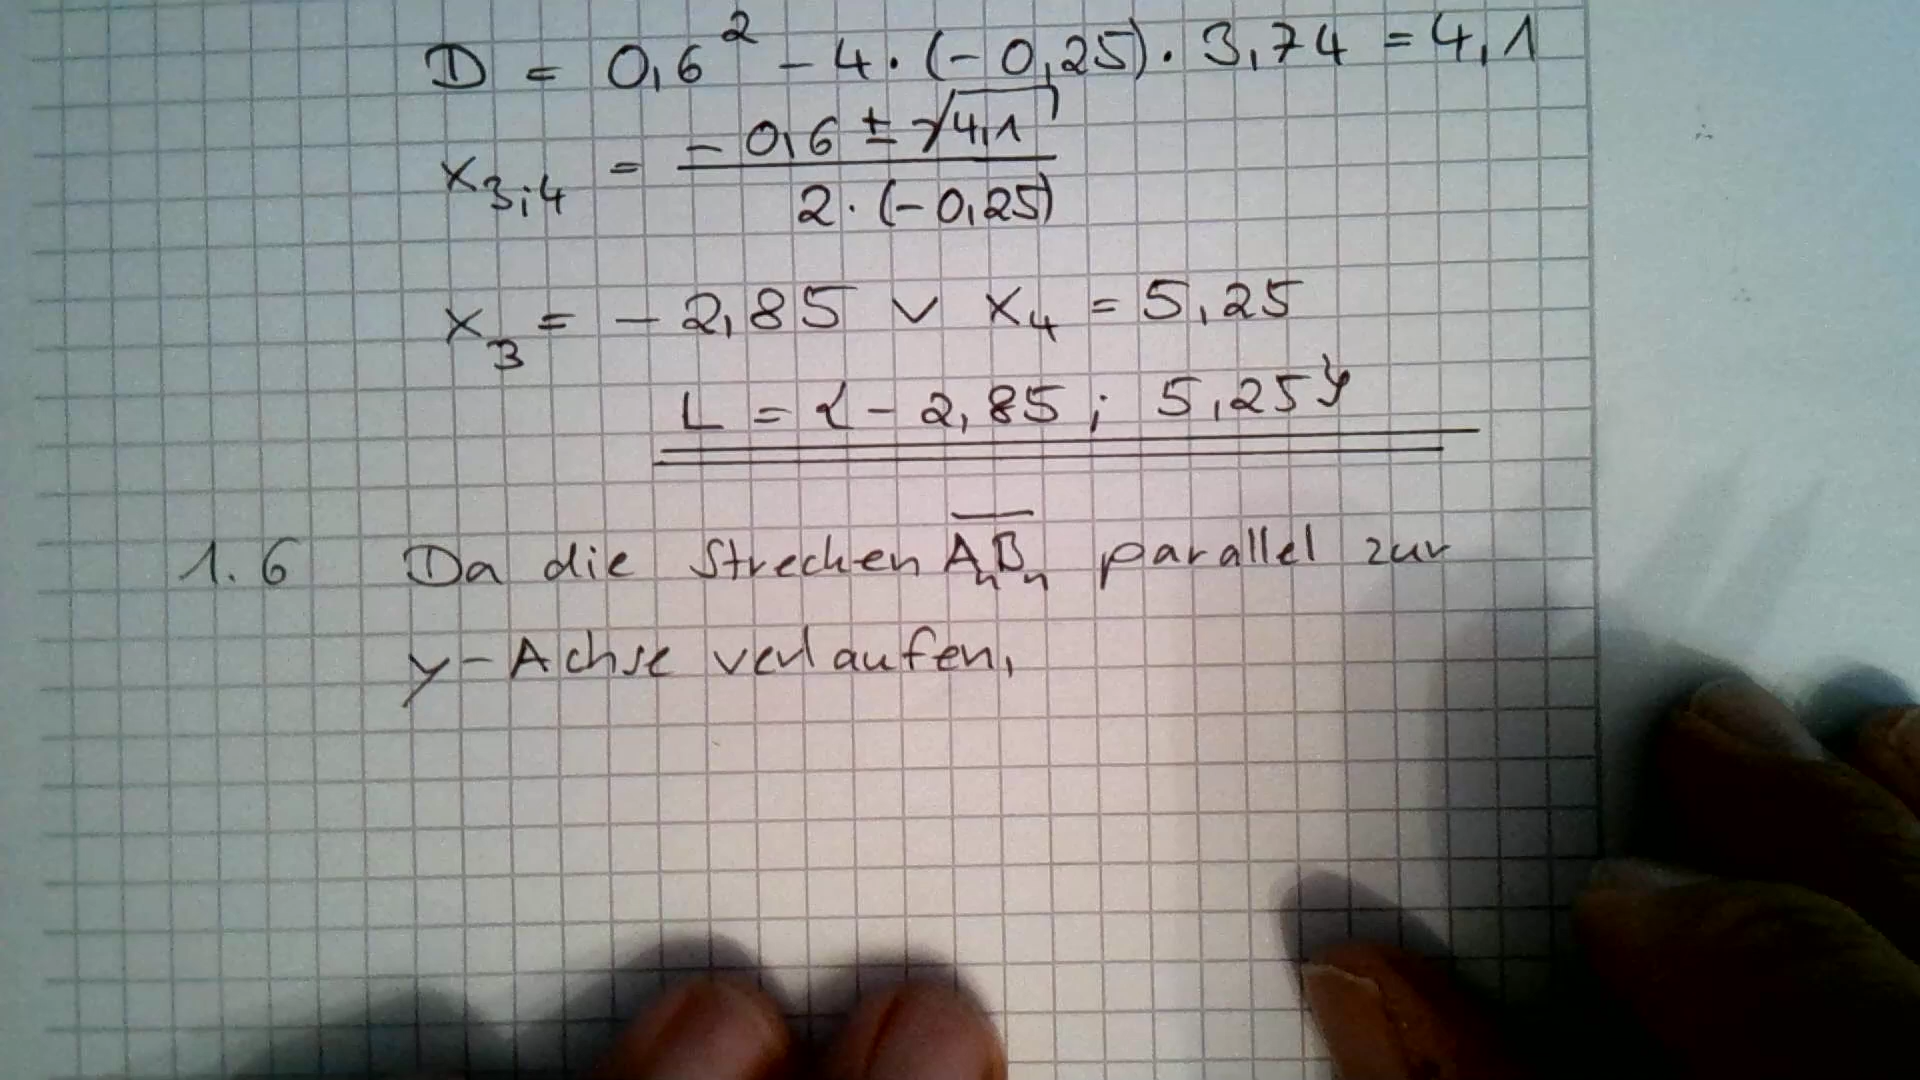 D = 0,6² - 4 · (-0,25) · 3,74 = 4,1
x₃;₄ = (-0,6 ± √4,1) / (2 · (-0,25))
x₃ = -2,85 ∨ x₄ = 5,25
L = {-2,85 ; 5,25}
1.6 Da die Strecken A̅ₙB̅ₙ parallel zur
y-Achse verlaufen,